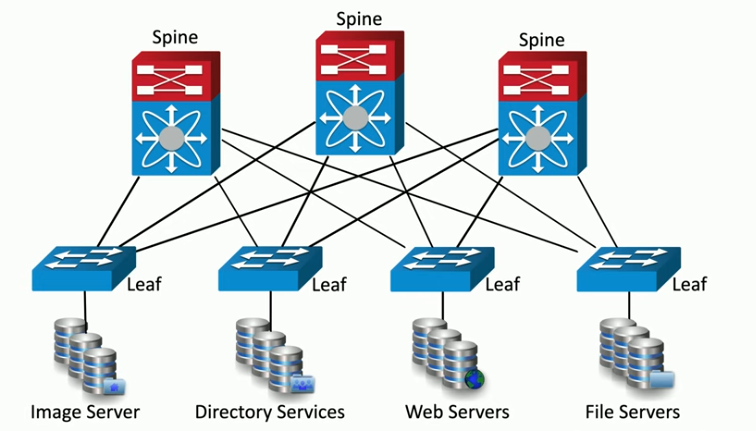 Spine
Spine
Spine
Leaf
Leaf
Leaf
Leaf
Image Server
Directory Services
Web Servers
File Servers